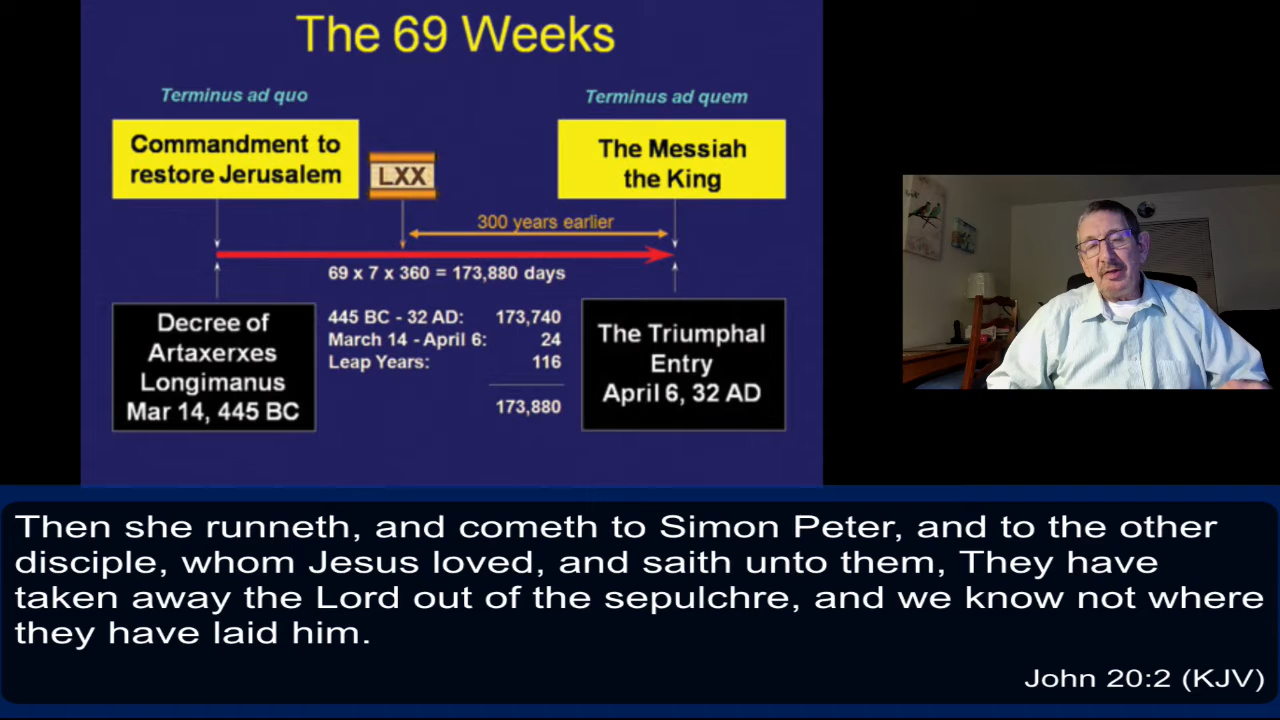 The 69 Weeks
Terminus ad quo
Terminus ad quem
Commandment to
restore Jerusalem
LXX
The Messiah
the King
300 years earlier
69 x 7 x 360 = 173,880 days
Decree of
Artaxerxes
Longimanus
Mar 14, 445 BC
445 BC - 32 AD: 173,740
March 14 - April 6: 24
Leap Years: 116
173,880
The Triumphal
Entry
April 6, 32 AD
Then she runneth, and cometh to Simon Peter, and to the other
disciple, whom Jesus loved, and saith unto them, They have
taken away the Lord out of the sepulchre, and we know not where
they have laid him.
John 20:2 (KJV)